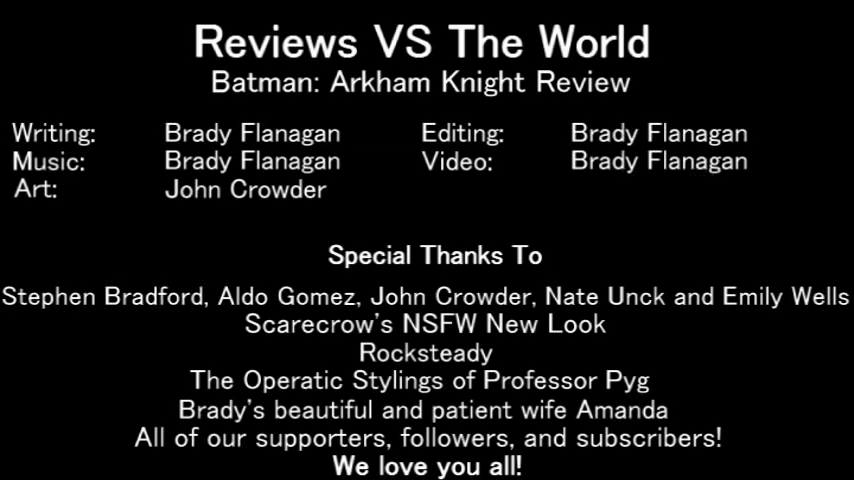 Reviews VS The World
Batman: Arkham Knight Review
Writing: Brady Flanagan Editing: Brady Flanagan
Music: Brady Flanagan Video: Brady Flanagan
Art: John Crowder
Special Thanks To
Stephen Bradford, Aldo Gomez, John Crowder, Nate Unck and Emily Wells
Scarecrow's NSFW New Look
Rocksteady
The Operatic Stylings of Professor Pyg
Brady's beautiful and patient wife Amanda
All of our supporters, followers, and subscribers!
We love you all!